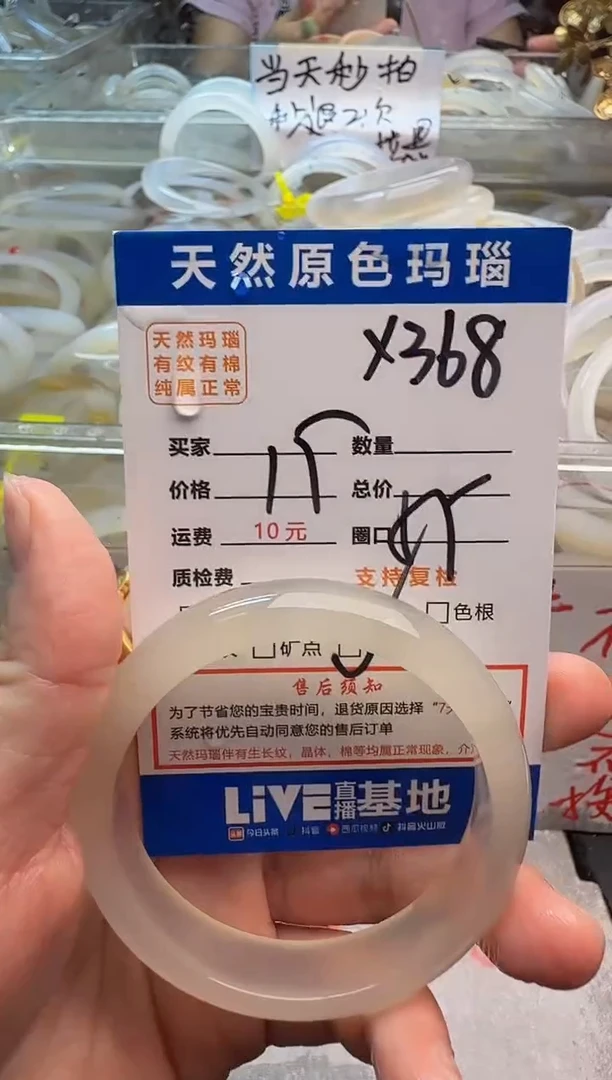 当天秒拍
天然原色玛瑙
天然玛瑙
有纹有棉
纯属正常
X368
买家 数量
价格 总价
运费 10元 圈口
质检费 支持复检
色根
矿点
售后须知
为了节省您的宝贵时间，退货原因选择 "7
系统将优先自动同意您的售后订单
天然玛瑙伴有生长纹，晶体，棉等均属正常现象，介
LiVE直播基地
今日头条 抖音 西瓜视频 抖音火山版